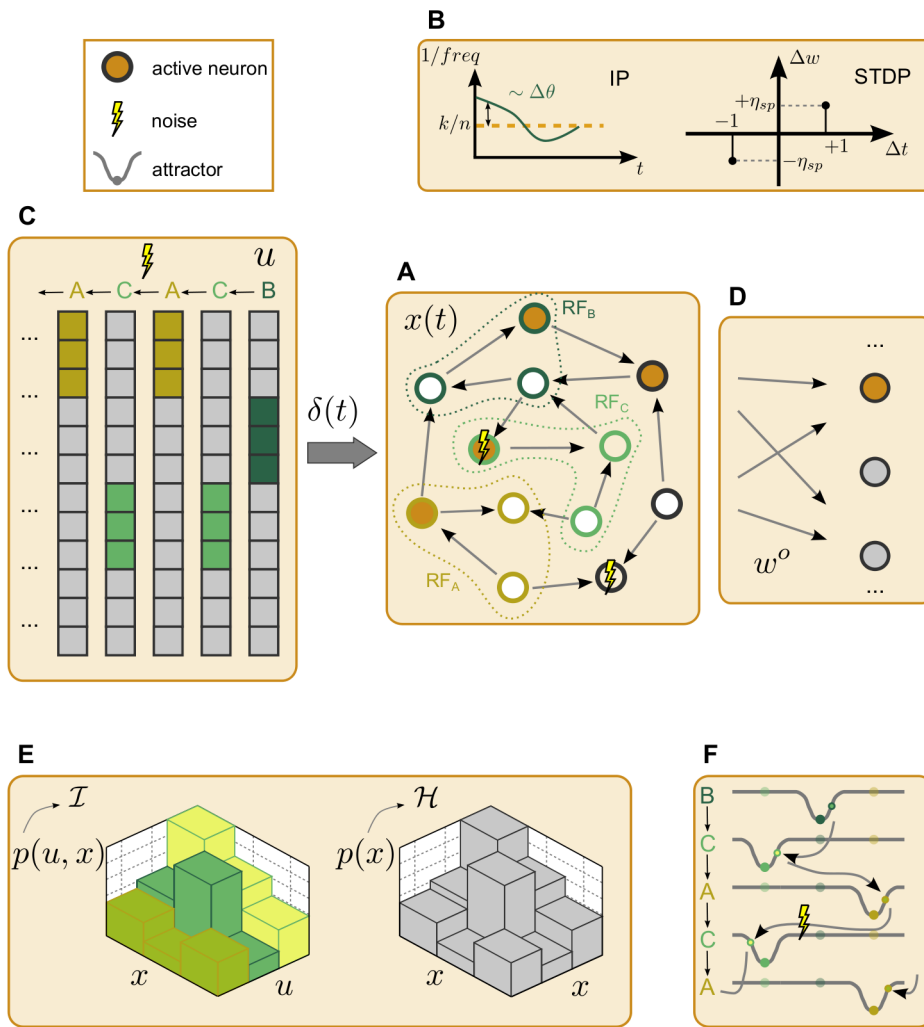 B
active neuron
noise
attractor
1/freq
IP
∼ Δθ
k/n
t
Δw
STDP
+η_sp
−1
+1
Δt
−η_sp
C
u
A C A C B
...
...
...
...
...
...
δ(t)
A
x(t)
RF_B
RF_C
RF_A
D
...
w^o
...
E
ℐ
p(u, x)
x
u
ℋ
p(x)
x
x
F
B
C
A
C
A